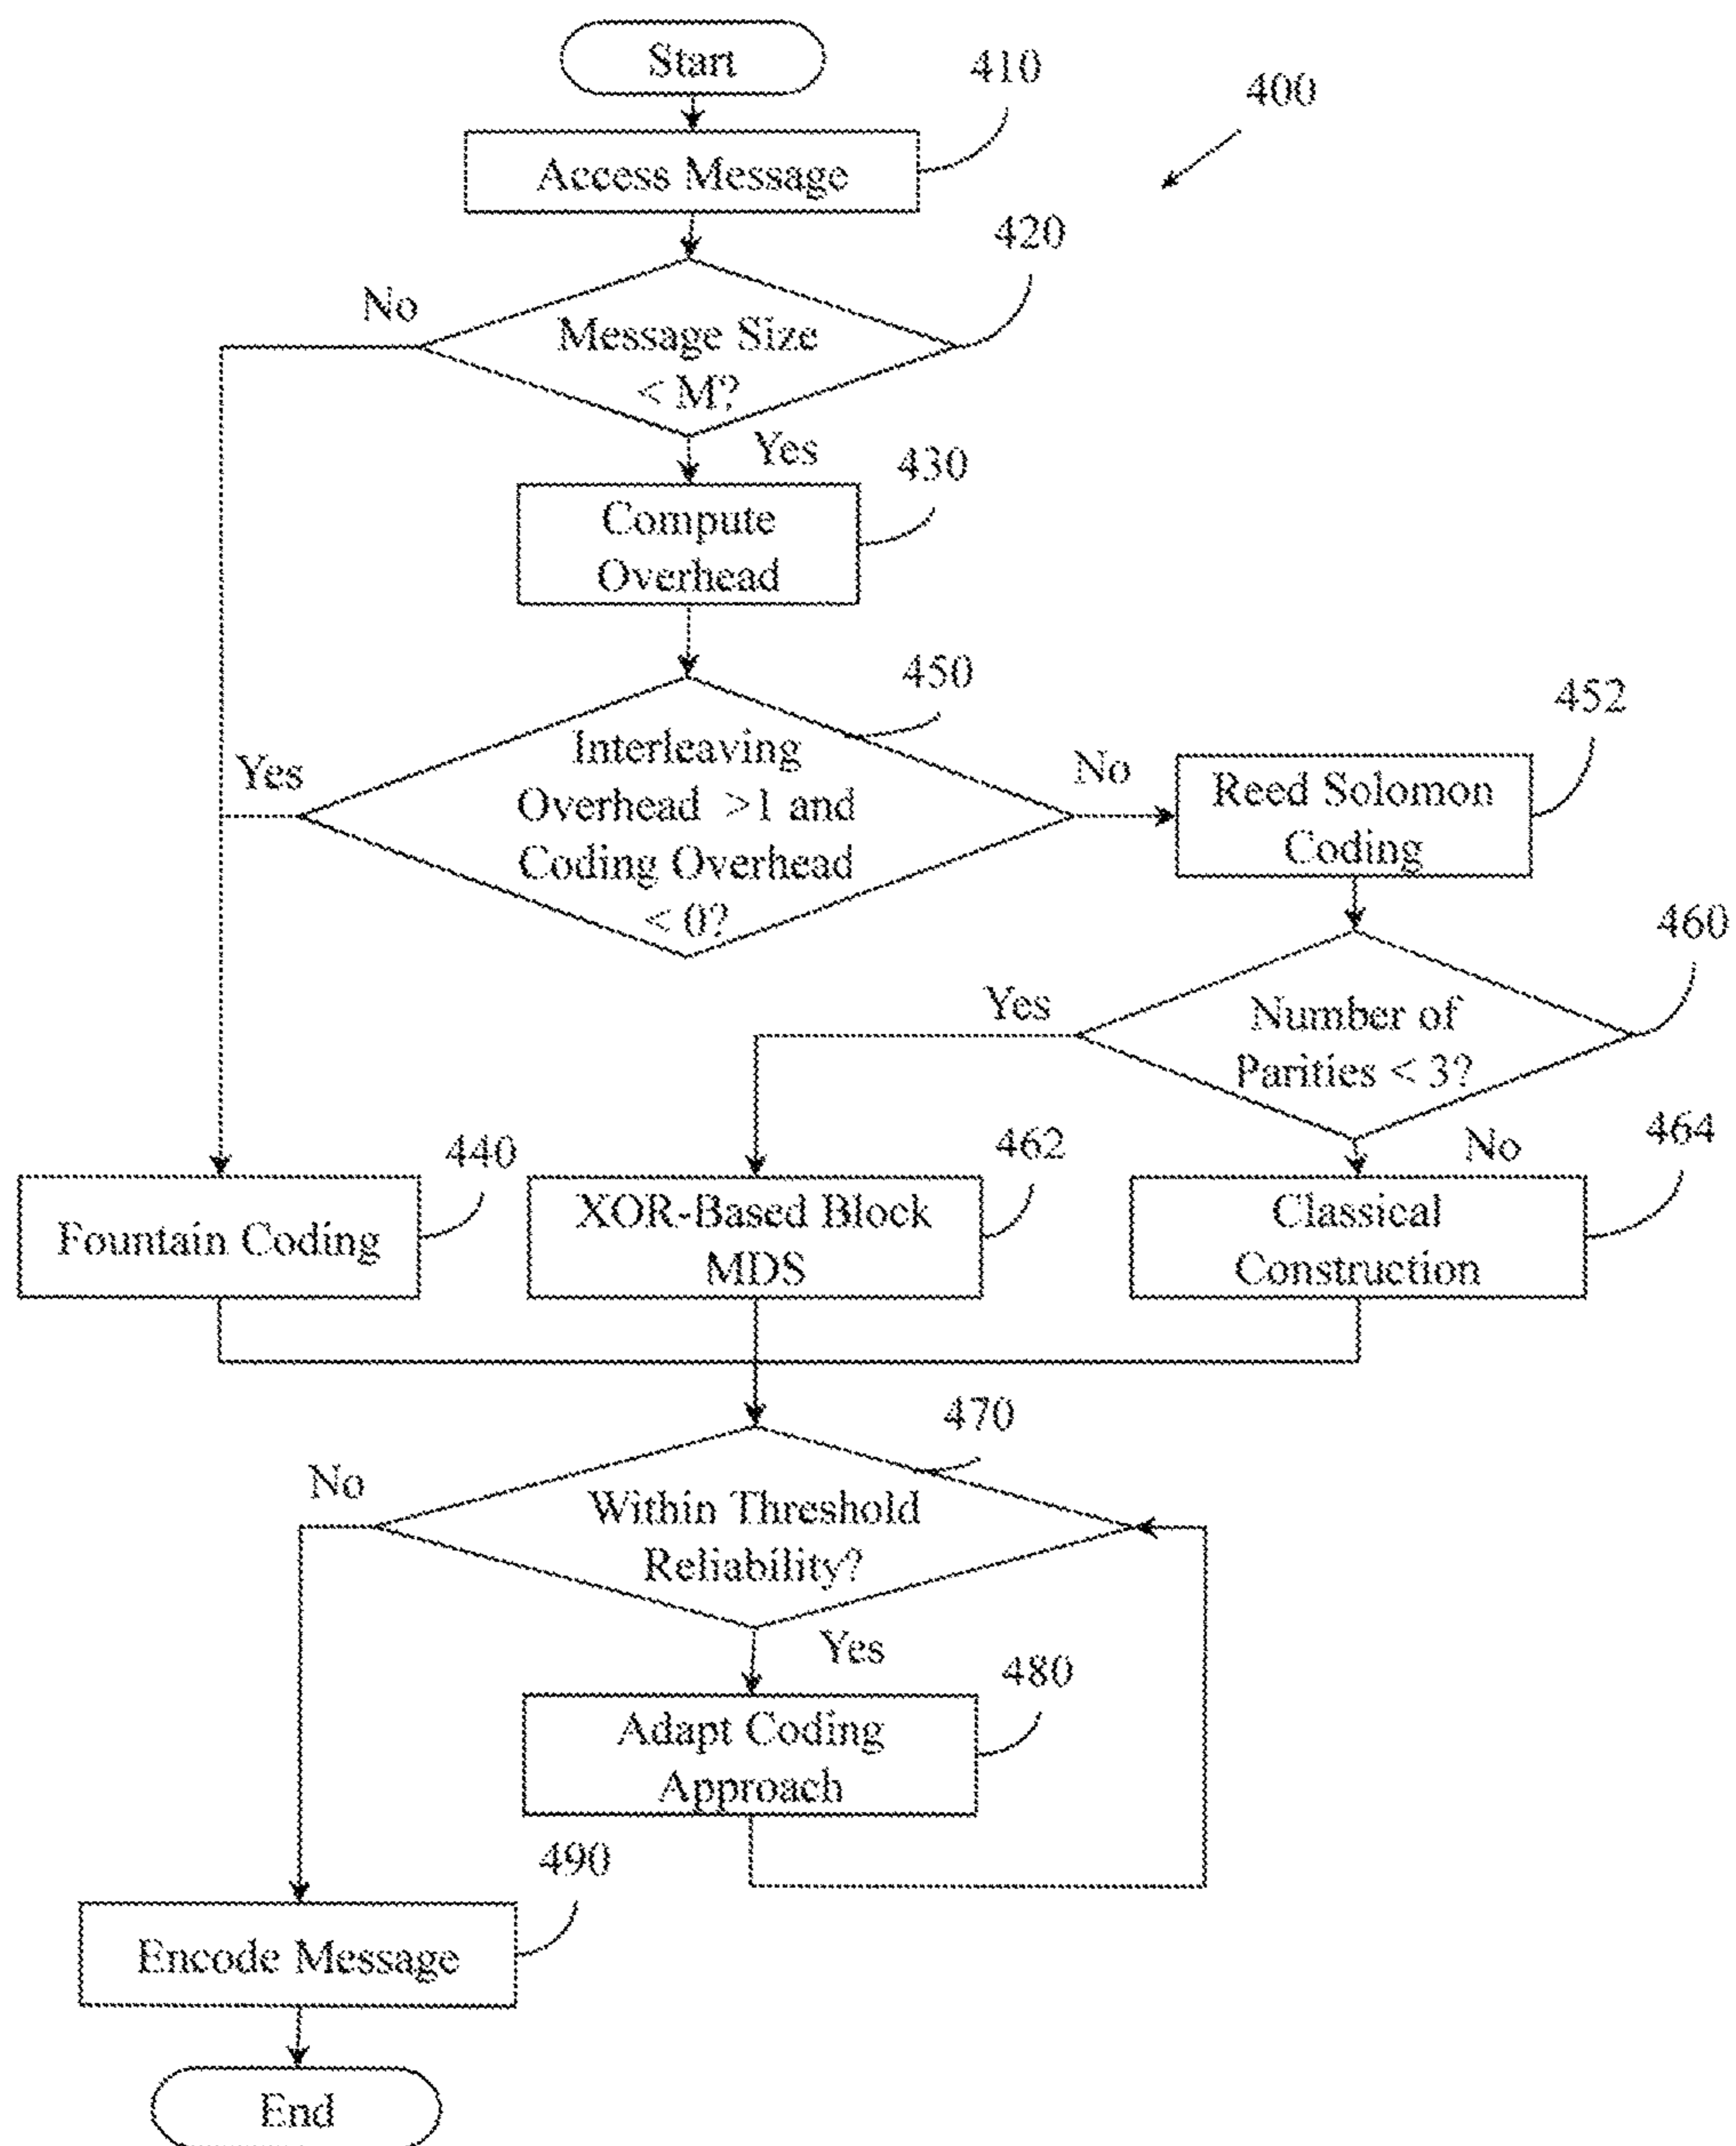 Start
410
400
Access Message
420
No
Message Size
< M?
Yes
430
Compute
Overhead
450
452
Yes
Interleaving
Overhead >1 and
Coding Overhead
< 0?
No
Reed Solomon
Coding
460
Yes
Number of
Parities < 3?
440
462
No
464
Fountain Coding
XOR-Based Block
MDS
Classical
Construction
470
No
Within Threshold
Reliability?
Yes
480
Adapt Coding
Approach
490
Encode Message
End